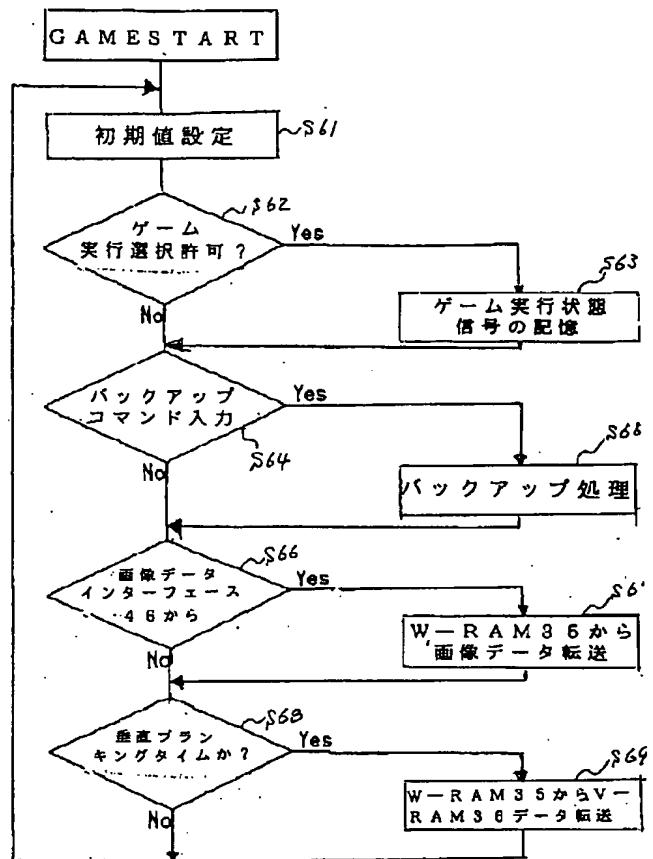 GAMESTART
初期値設定
S61
S62
ゲーム
実行選択許可?
Yes
No
S63
ゲーム実行状態
信号の記憶
バックアップ
コマンド入力
Yes
S64
No
バックアップ処理
S66
画像データ
インターフェース
46から
Yes
No
W-RAM35から
画像データ転送
S68
垂直ブラン
キングタイムか?
Yes
No
S69
W-RAM35からV-
RAM36データ転送